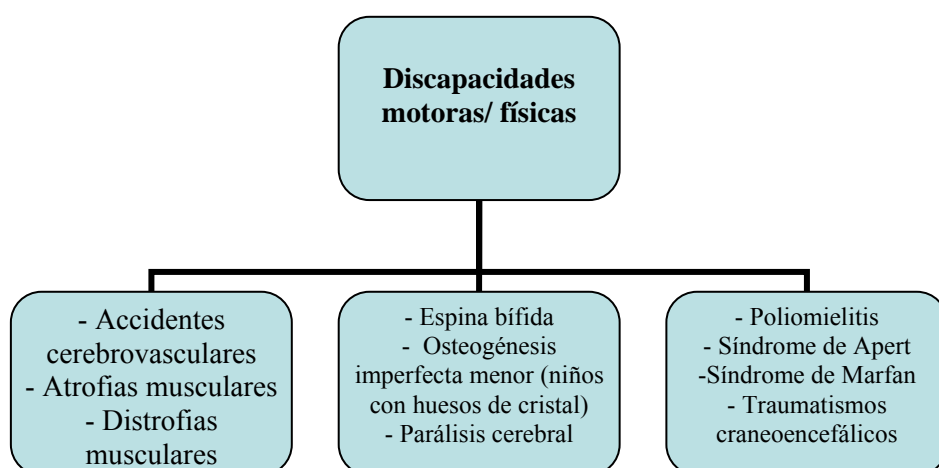 Discapacidades
motoras/ físicas
- Accidentes
cerebrovasculares
- Atrofias musculares
- Distrofias
musculares
- Espina bífida
- Osteogénesis
imperfecta menor (niños
con huesos de cristal)
- Parálisis cerebral
- Poliomielitis
- Síndrome de Apert
-Síndrome de Marfan
- Traumatismos
craneoencefálicos